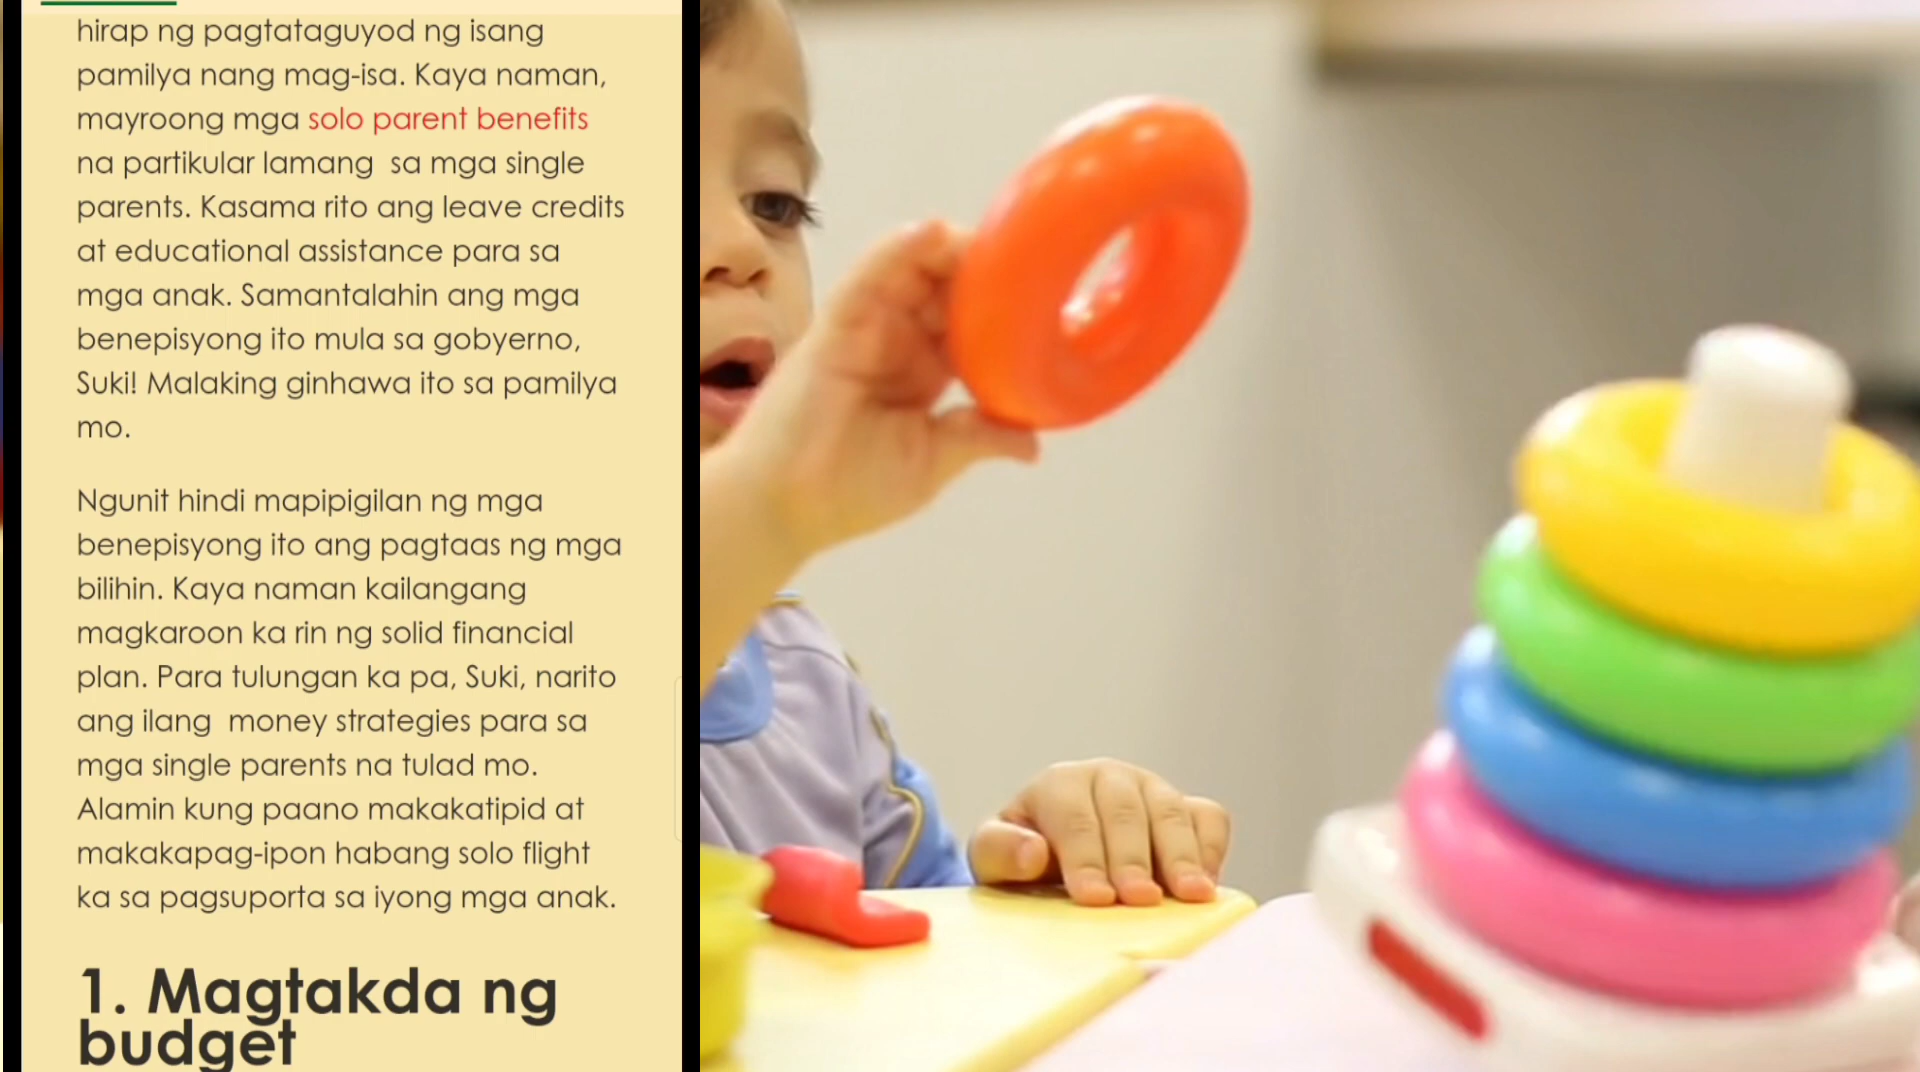 hirap ng pagtataguyod ng isang
pamilya nang mag-isa. Kaya naman,
mayroong mga solo parent benefits
na partikular lamang sa mga single
parents. Kasama rito ang leave credits
at educational assistance para sa
mga anak. Samantalahin ang mga
benepisyong ito mula sa gobyerno,
Suki! Malaking ginhawa ito sa pamilya
mo.
Ngunit hindi mapipigilan ng mga
benepisyong ito ang pagtaas ng mga
bilihin. Kaya naman kailangang
magkaroon ka rin ng solid financial
plan. Para tulungan ka pa, Suki, narito
ang ilang money strategies para sa
mga single parents na tulad mo.
Alamin kung paano makakatipid at
makakapag-ipon habang solo flight
ka sa pagsuporta sa iyong mga anak.
1. Magtakda ng
budget